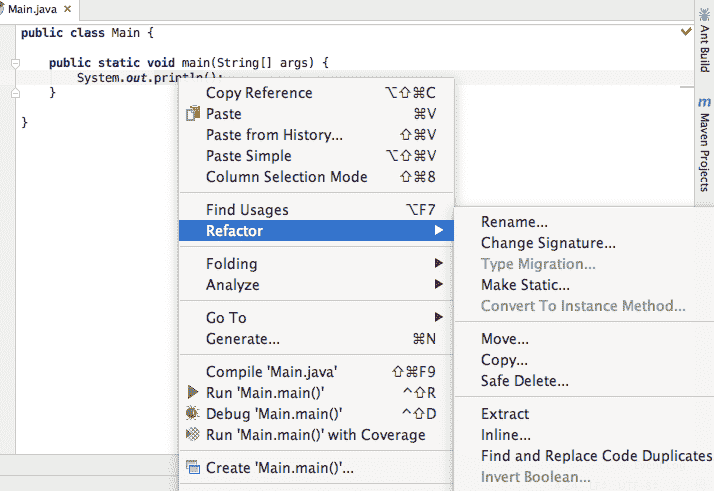 Main.java ×
public class Main {
public static void main(String[] args) {
System.out.println();
}
}
Copy Reference ⌥⇧⌘C
Paste ⌘V
Paste from History... ⇧⌘V
Paste Simple ⌥⇧⌘V
Column Selection Mode ⇧⌘8
Find Usages ⌥F7
Refactor
Folding
Analyze
Go To
Generate... ⌘N
Compile 'Main.java' ⇧⌘F9
Run 'Main.main()' ^⇧R
Debug 'Main.main()' ^⇧D
Run 'Main.main()' with Coverage
Create 'Main.main()'...
Rename...
Change Signature...
Type Migration...
Make Static...
Convert To Instance Method...
Move...
Copy...
Safe Delete...
Extract
Inline...
Find and Replace Code Duplicates
Invert Boolean...
Ant Build
m Maven Projects